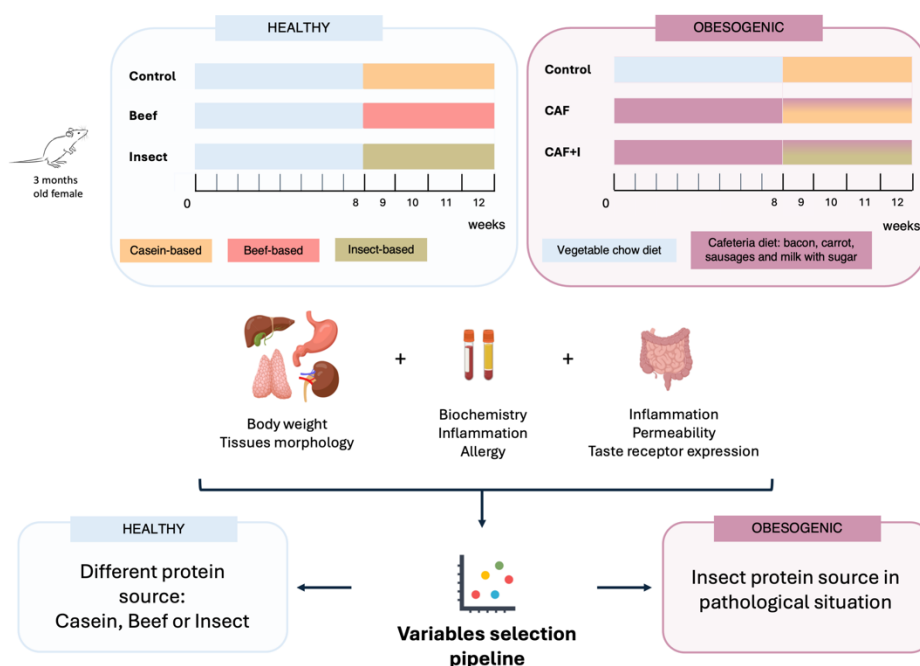 HEALTHY
Control
Beef
Insect
0 8 9 10 11 12
weeks
Casein-based Beef-based Insect-based
3 months
old female
OBESOGENIC
Control
CAF
CAF+I
0 8 9 10 11 12
weeks
Vegetable chow diet
Cafeteria diet: bacon, carrot,
sausages and milk with sugar
+
+
Body weight
Tissues morphology
Biochemistry
Inflammation
Allergy
Inflammation
Permeability
Taste receptor expression
HEALTHY
Different protein
source:
Casein, Beef or Insect
Variables selection
pipeline
OBESOGENIC
Insect protein source in
pathological situation